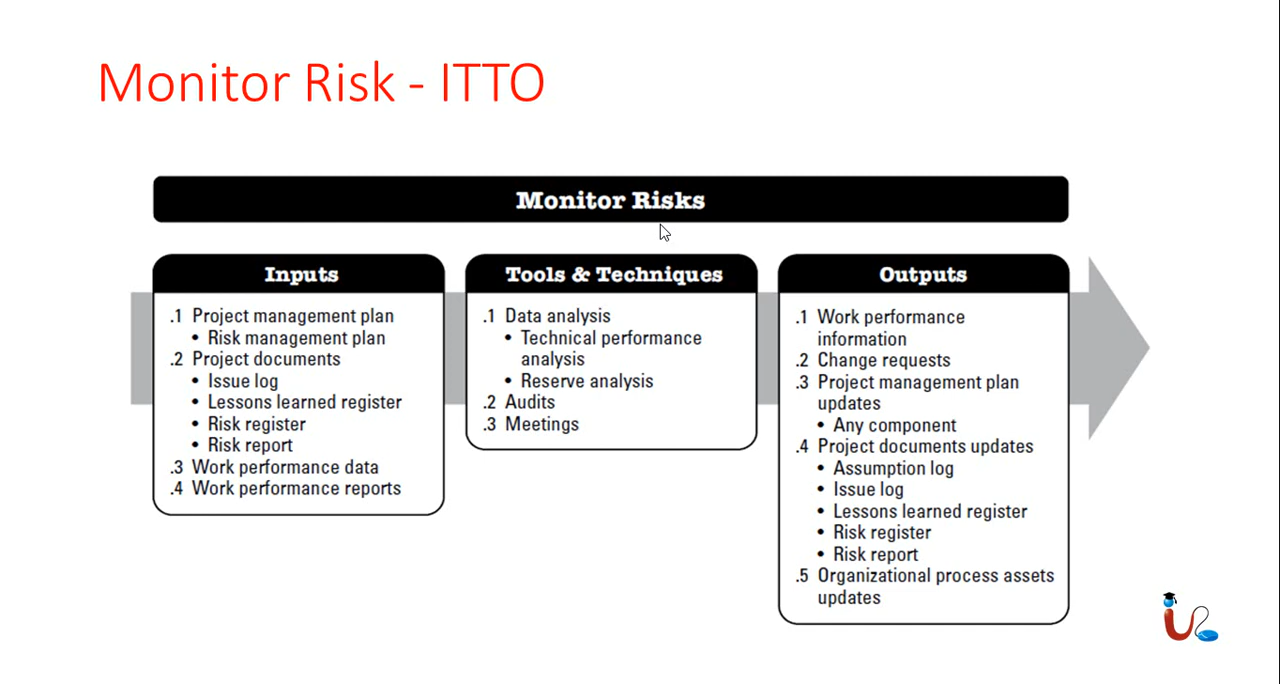 Monitor Risk - ITTO
Monitor Risks
Inputs
.1 Project management plan
• Risk management plan
.2 Project documents
• Issue log
• Lessons learned register
• Risk register
• Risk report
.3 Work performance data
.4 Work performance reports
Tools & Techniques
.1 Data analysis
• Technical performance
analysis
• Reserve analysis
.2 Audits
.3 Meetings
Outputs
.1 Work performance
information
.2 Change requests
.3 Project management plan
updates
• Any component
.4 Project documents updates
• Assumption log
• Issue log
• Lessons learned register
• Risk register
• Risk report
.5 Organizational process assets
updates